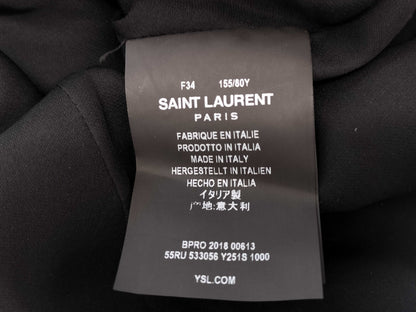 F34 155/80Y
SAINT LAURENT
PARIS
FABRIQUE EN ITALIE
PRODOTTO IN ITALIA
MADE IN ITALY
HERGESTELLT IN ITALIEN
HECHO EN ITALIA
イタリア製
地:意大利
BPRO 2018 00613
55RU 533056 Y251S 1000
YSL.COM